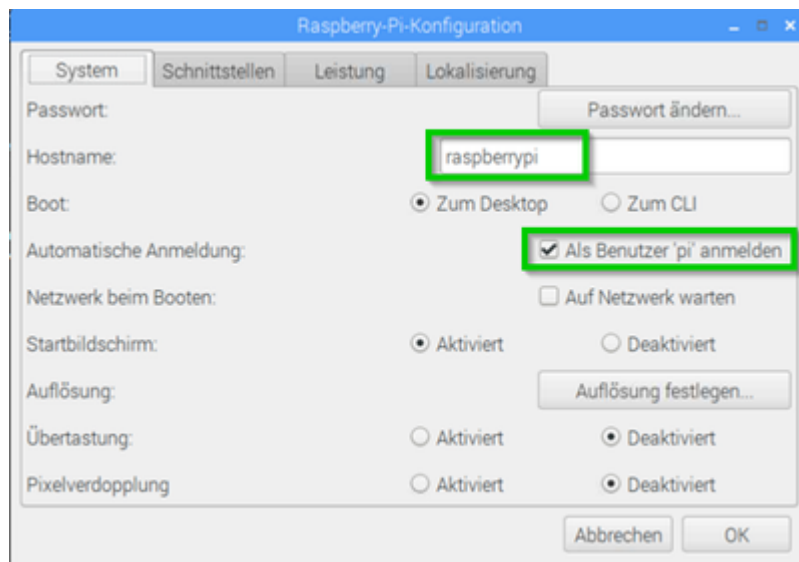 Raspberry-Pi-Konfiguration
System Schnittstellen Leistung Lokalisierung
Passwort: Passwort ändern...
Hostname: raspberrypi
Boot: Zum Desktop Zum CLI
Automatische Anmeldung: Als Benutzer 'pi' anmelden
Netzwerk beim Booten: Auf Netzwerk warten
Startbildschirm: Aktiviert Deaktiviert
Auflösung: Auflösung festlegen...
Übertastung: Aktiviert Deaktiviert
Pixelverdopplung Aktiviert Deaktiviert
Abbrechen OK